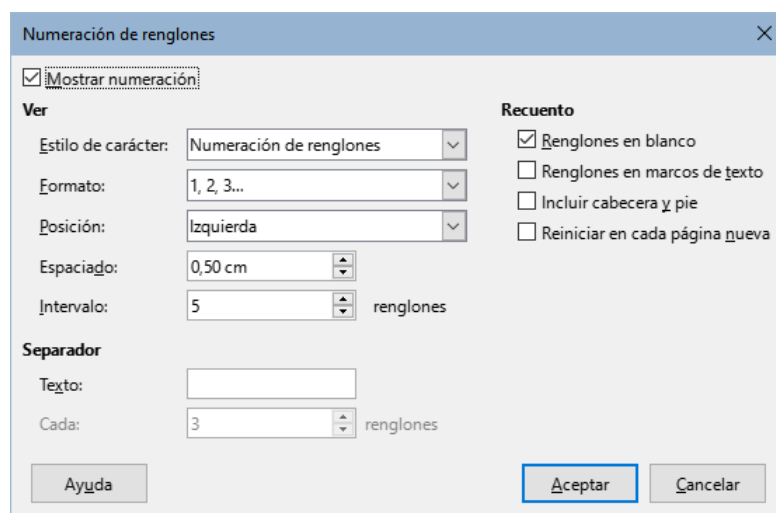 Numeración de renglones
Mostrar numeración
Ver
Estilo de carácter: Numeración de renglones
Formato: 1, 2, 3...
Posición: Izquierda
Espaciado: 0,50 cm
Intervalo: 5 renglones
Separador
Texto:
Cada: 3 renglones
Recuento
Renglones en blanco
Renglones en marcos de texto
Incluir cabecera y pie
Reiniciar en cada página nueva
Ayuda
Aceptar
Cancelar